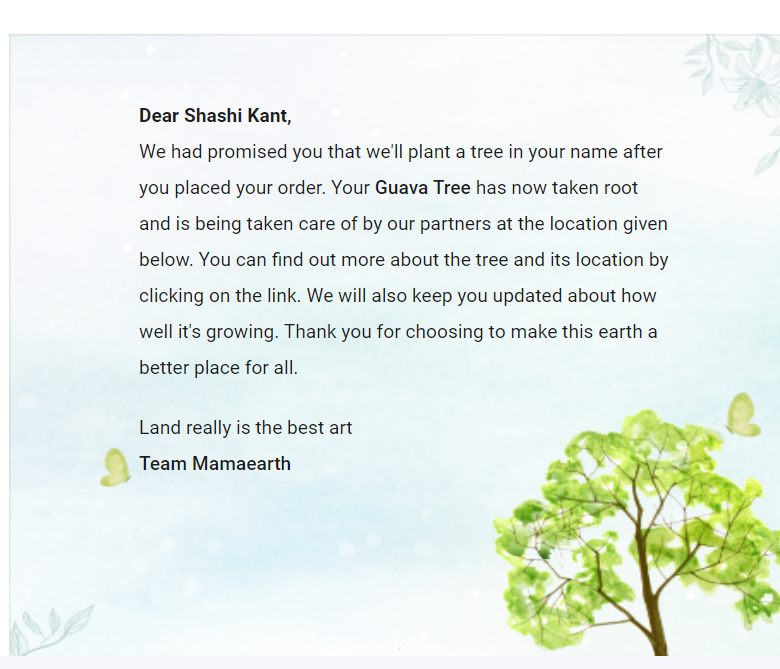 Dear Shashi Kant,
We had promised you that we'll plant a tree in your name after
you placed your order. Your Guava Tree has now taken root
and is being taken care of by our partners at the location given
below. You can find out more about the tree and its location by
clicking on the link. We will also keep you updated about how
well it's growing. Thank you for choosing to make this earth a
better place for all.
Land really is the best art
Team Mamaearth